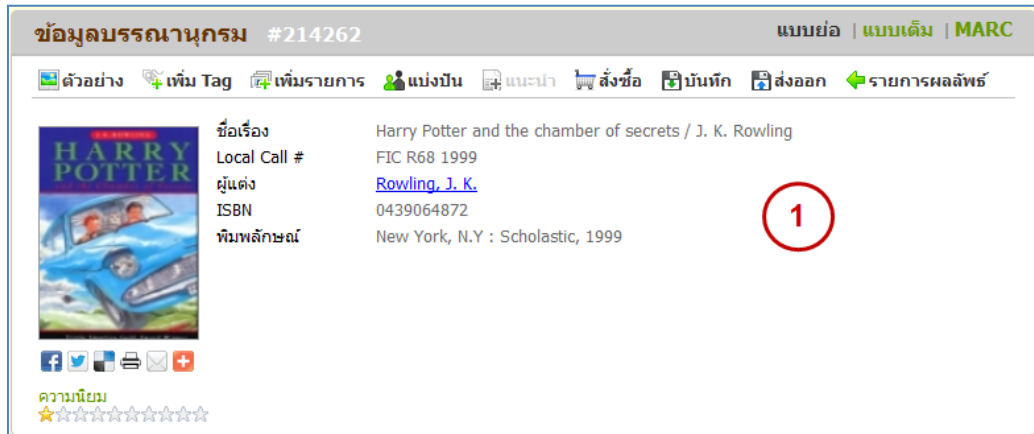 ข้อมูลบรรณานุกรม #214262 แบบย่อ | แบบเต็ม | MARC
ตัวอย่าง เพิ่ม Tag เพิ่มรายการ แบ่งปัน แนะนำ สั่งซื้อ บันทึก ส่งออก รายการผลลัพธ์
ชื่อเรื่อง Harry Potter and the chamber of secrets / J. K. Rowling
Local Call # FIC R68 1999
ผู้แต่ง Rowling, J. K.
ISBN 0439064872
พิมพลักษณ์ New York, N.Y : Scholastic, 1999
1
J.K. ROWLING
HARRY
POTTER
ความนิยม